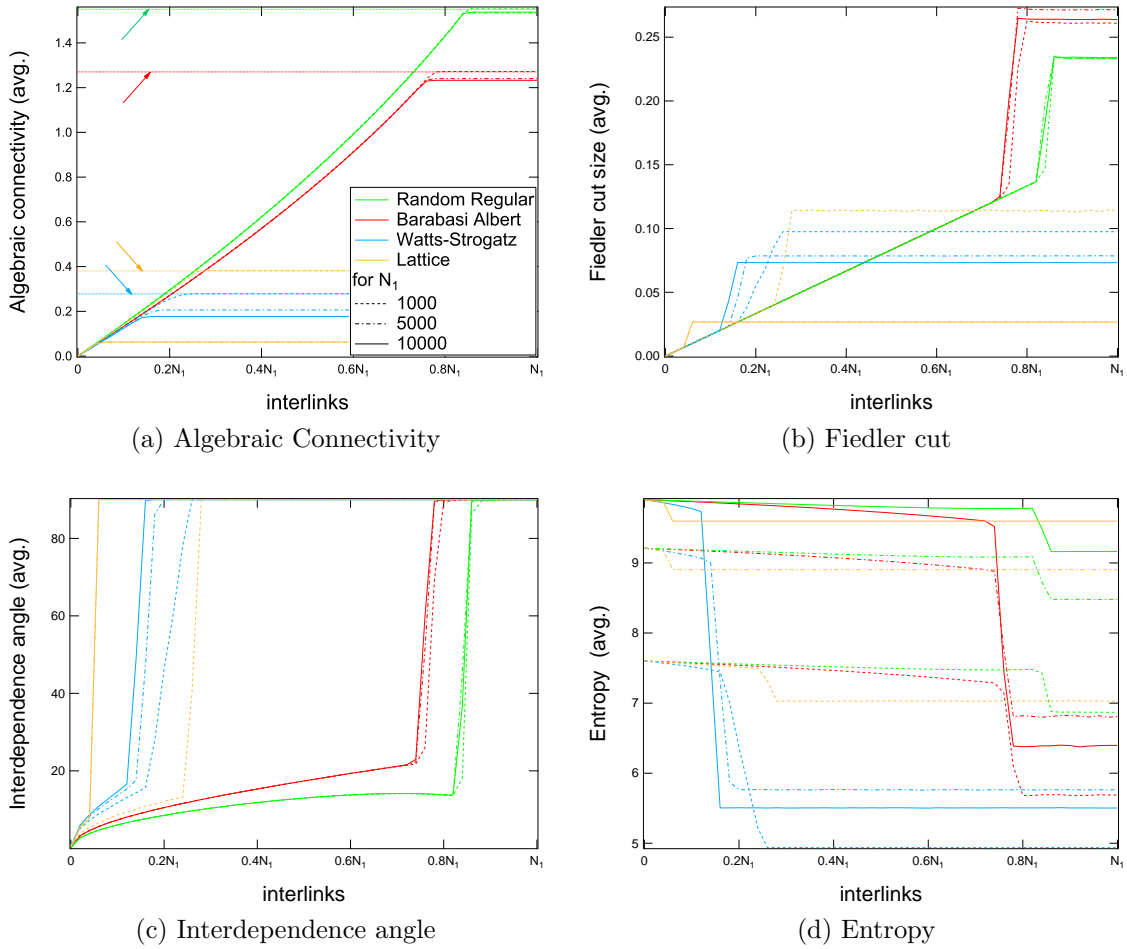 Algebraic connectivity (avg.)
1.4
1.2
1.0
0.8
0.6
0.4
0.2
0.0
0
0.2N₁
0.4N₁
0.6N₁
0.8N₁
N₁
interlinks
Random Regular
Barabasi Albert
Watts-Strogatz
Lattice
for N₁
1000
5000
10000
(a) Algebraic Connectivity
Fiedler cut size (avg.)
0.25
0.20
0.15
0.10
0.05
0.00
0
0.2N₁
0.4N₁
0.6N₁
0.8N₁
N₁
interlinks
(b) Fiedler cut
Interdependence angle (avg.)
80
60
40
20
0
0.2N₁
0.4N₁
0.6N₁
0.8N₁
N₁
interlinks
(c) Interdependence angle
Entropy (avg.)
9
8
7
6
5
0
0.2N₁
0.4N₁
0.6N₁
0.8N₁
N₁
interlinks
(d) Entropy